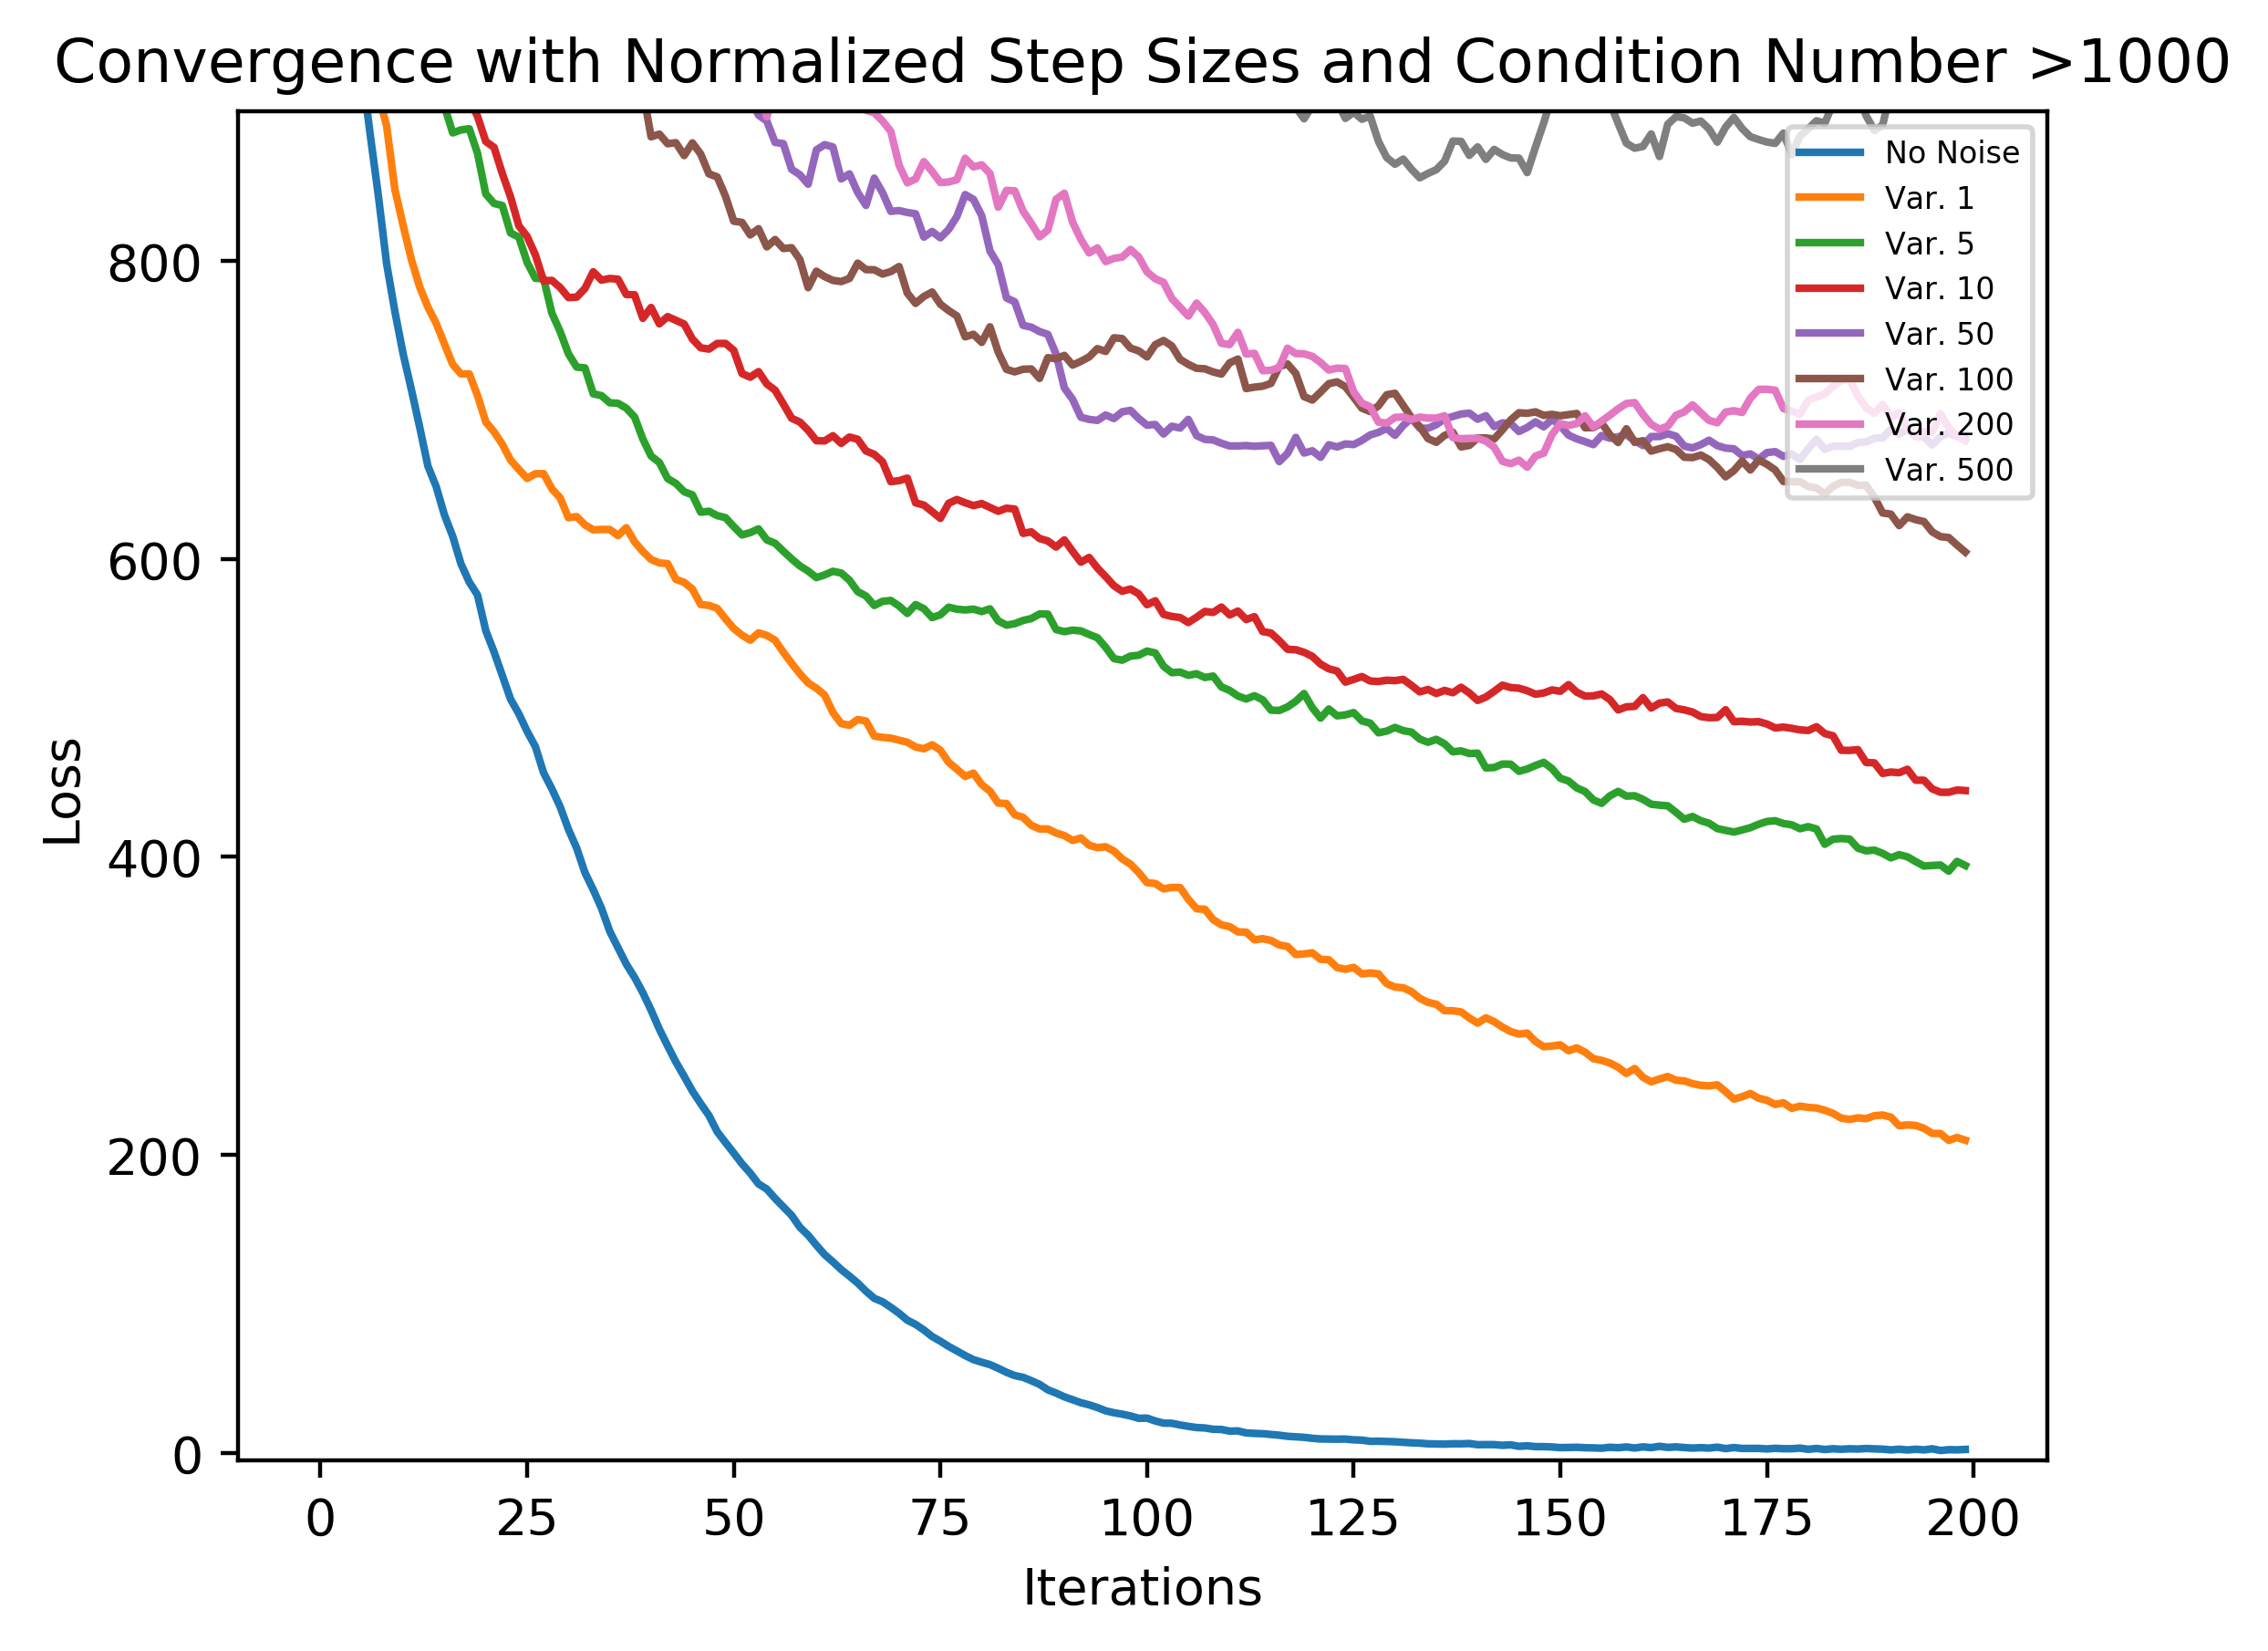 Convergence with Normalized Step Sizes and Condition Number >1000
Loss
800
600
400
200
0
No Noise
Var. 1
Var. 5
Var. 10
Var. 50
Var. 100
Var. 200
Var. 500
0 25 50 75 100 125 150 175 200
Iterations